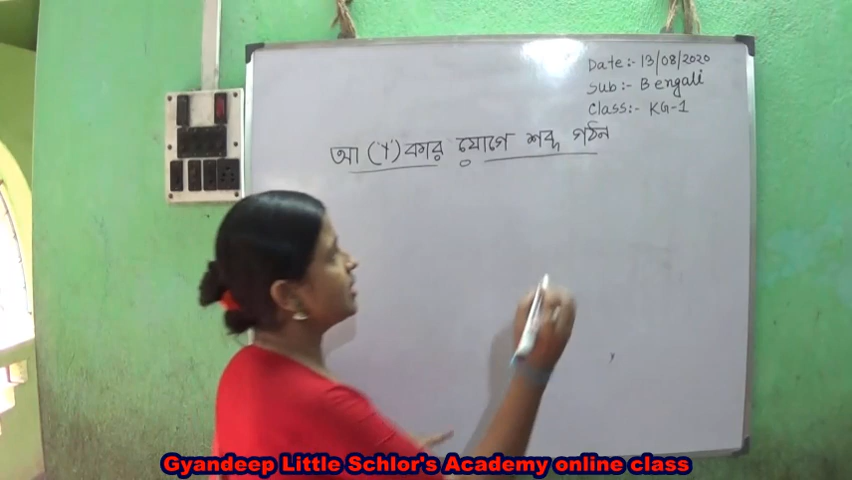 Date:- 13/08/2020
Sub:- Bengali
Class:- KG-1
আ (া) কার যোগে শব্দ গঠন
Gyandeep Little Schlor's Academy online class